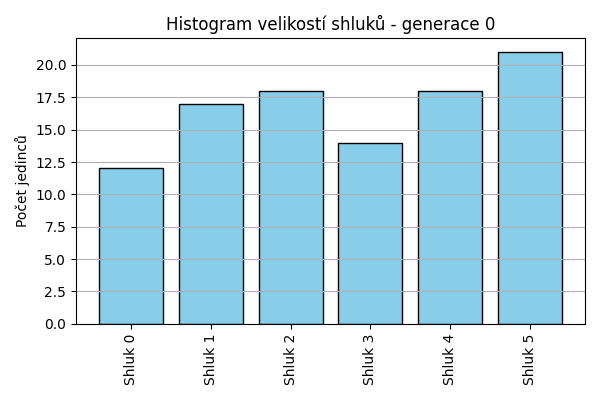 Histogram velikostí shluků - generace 0
Počet jedinců
20.0
17.5
15.0
12.5
10.0
7.5
5.0
2.5
0.0
Shluk 0
Shluk 1
Shluk 2
Shluk 3
Shluk 4
Shluk 5